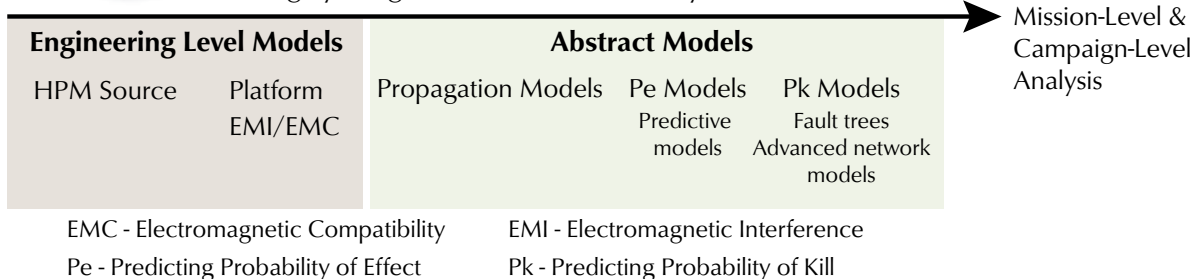 Engineering Level Models
HPM Source
Platform
EMI/EMC
Abstract Models
Propagation Models
Pe Models
Predictive
models
Pk Models
Fault trees
Advanced network
models
Mission-Level &
Campaign-Level
Analysis
EMC - Electromagnetic Compatibility
EMI - Electromagnetic Interference
Pe - Predicting Probability of Effect
Pk - Predicting Probability of Kill